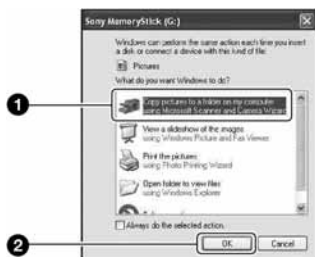 Sony MemoryStick (G:)
Windows can perform the same action each time you insert
a disk or connect a device with this kind of file:
Pictures
What do you want Windows to do?
1
Copy pictures to a folder on my computer
using Microsoft Scanner and Camera Wizard
View a slideshow of the images
using Windows Picture and Fax Viewer
Print the pictures
using Photo Printing Wizard
Open folder to view files
using Windows Explorer
Always do the selected action.
2
OK
Cancel